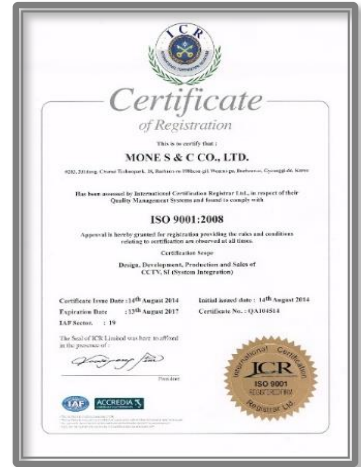 ICR
Certificate
of Registration
This is to certify that :
MONE S & C CO., LTD.
Has been assessed by International Certification Registrar Ltd., in respect of their
Quality Management Systems and found to comply with
ISO 9001:2008
Approval is hereby granted for registration providing the rules and conditions
relating to certification are observed at all times.
Certification Scope
Design, Development, Production and Sales of
CCTV, SI (System Integration)
Certificate Issue Date :14th August 2014 Initial issued date : 14th August 2014
Expiration Date :13th August 2017 Certificate No. : QA104514
IAF Sector. : 19
The Seal of ICR Limited was here to affixed
in the presence of :
President
International Certification
ICR
ISO 9001
Registrar Ltd.
IAF ACCREDIA